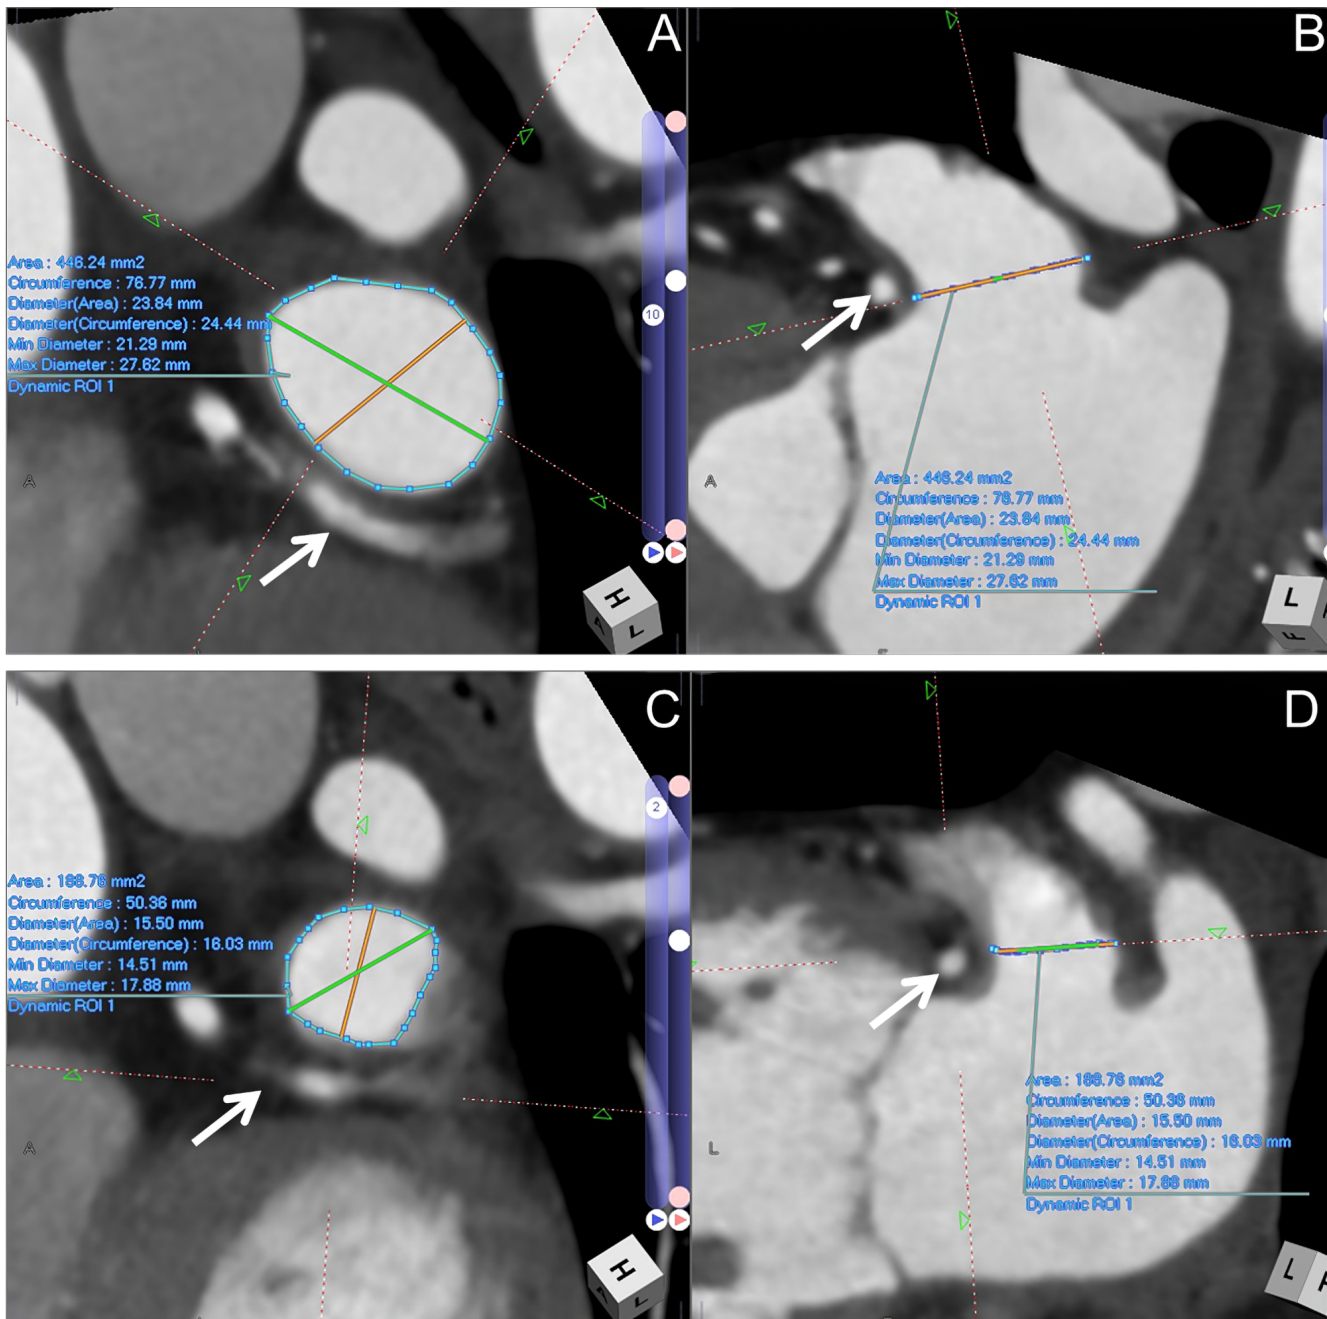 A
Area : 446.24 mm2
Circumference : 76.77 mm
Diameter(Area) : 23.84 mm
Diameter(Circumference) : 24.44 mm
Min Diameter : 21.29 mm
Max Diameter : 27.62 mm
Dynamic ROI 1
10
A
H
A L
B
A
Area : 446.24 mm2
Circumference : 76.77 mm
Diameter(Area) : 23.84 mm
Diameter(Circumference) : 24.44 mm
Min Diameter : 21.29 mm
Max Diameter : 27.62 mm
Dynamic ROI 1
L
F
C
2
Area : 188.76 mm2
Circumference : 50.36 mm
Diameter(Area) : 15.50 mm
Diameter(Circumference) : 16.03 mm
Min Diameter : 14.51 mm
Max Diameter : 17.88 mm
Dynamic ROI 1
A
H
A L
D
L
Area : 188.76 mm2
Circumference : 50.36 mm
Diameter(Area) : 15.50 mm
Diameter(Circumference) : 16.03 mm
Min Diameter : 14.51 mm
Max Diameter : 17.88 mm
Dynamic ROI 1
L